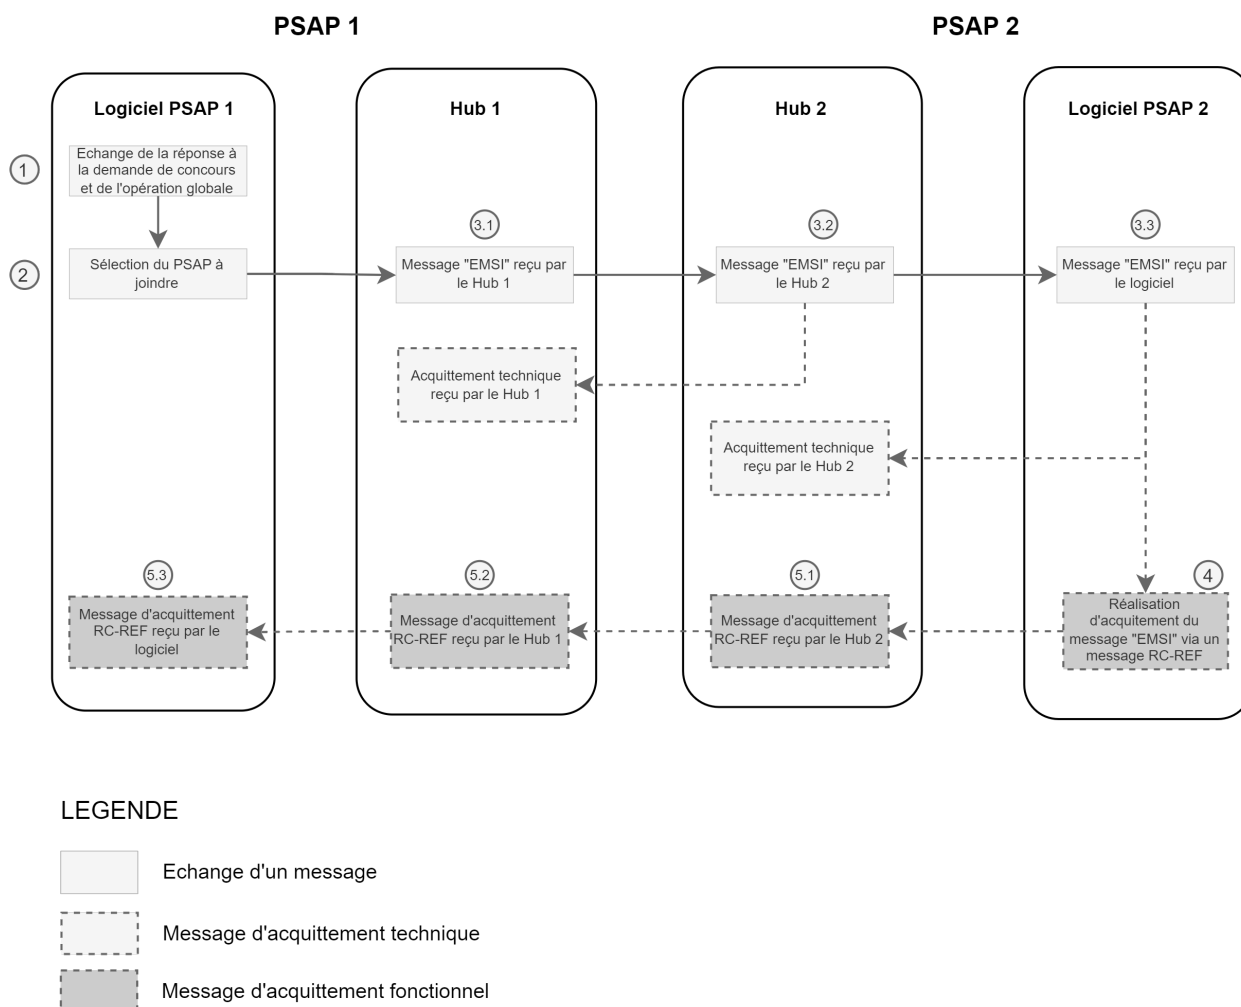 PSAP 1
PSAP 2
Logiciel PSAP 1
Hub 1
Hub 2
Logiciel PSAP 2
1
Echange de la réponse à
la demande de concours
et de l'opération globale
3.1
3.2
3.3
2
Sélection du PSAP à
joindre
Message "EMSI" reçu par
le Hub 1
Message "EMSI" reçu par
le Hub 2
Message "EMSI" reçu par
le logiciel
Acquittement technique
reçu par le Hub 1
Acquittement technique
reçu par le Hub 2
5.3
5.2
5.1
4
Message d'acquittement
RC-REF reçu par le
logiciel
Message d'acquittement
RC-REF reçu par le Hub 1
Message d'acquittement
RC-REF reçu par le Hub 2
Réalisation
d'acquitement du
message "EMSI" via un
message RC-REF
LEGENDE
Echange d'un message
Message d'acquittement technique
Message d'acquittement fonctionnel